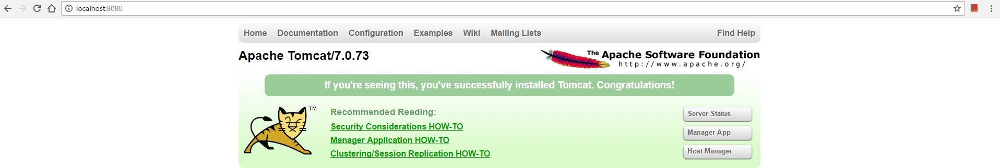 localhost:8080
Home Documentation Configuration Examples Wiki Mailing Lists Find Help
Apache Tomcat/7.0.73
The Apache Software Foundation
http://www.apache.org/
If you're seeing this, you've successfully installed Tomcat. Congratulations!
TM
Recommended Reading:
Security Considerations HOW-TO
Manager Application HOW-TO
Clustering/Session Replication HOW-TO
Server Status
Manager App
Host Manager